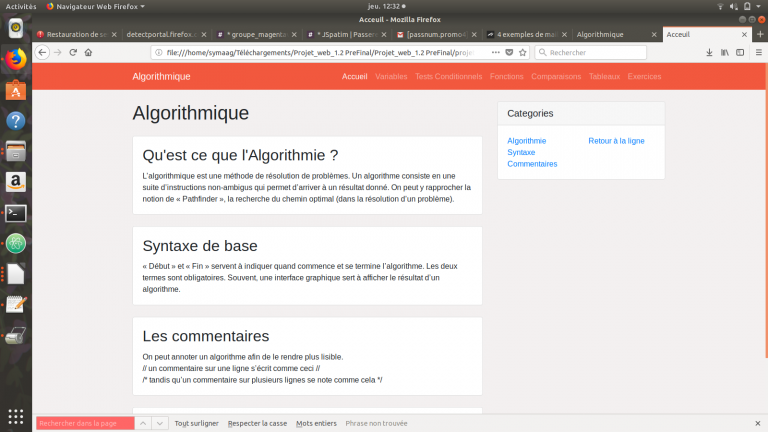 Activités
Navigateur Web Firefox
jeu. 12:32
Acceuil - Mozilla Firefox
Restauration de se
detectportal.firefox.c
* groupe_magenta
* JSpatim | Passem
[passnum.promo4
4 exemples de mai
Algorithmique
Acceuil
file:///home/symaag/Téléchargements/Projet_web_1.2 PreFinal/Projet_web_1.2 PreFinal/proje
Rechercher
Algorithmique
Accueil
Variables
Tests Conditionnels
Fonctions
Comparaisons
Tableaux
Exercices
Algorithmique
Qu'est ce que l'Algorithmie ?
L'algorithmique est une méthode de résolution de problèmes. Un algorithme consiste en une
suite d'instructions non-ambigus qui permet d'arriver à un résultat donné. On peut y rapprocher la
notion de « Pathfinder », la recherche du chemin optimal (dans la résolution d'un problème).
Syntaxe de base
« Début » et « Fin » servent à indiquer quand commence et se termine l'algorithme. Les deux
termes sont obligatoires. Souvent, une interface graphique sert à afficher le résultat d'un
algorithme.
Les commentaires
On peut annoter un algorithme afin de le rendre plus lisible.
// un commentaire sur une ligne s'écrit comme ceci //
/* tandis qu'un commentaire sur plusieurs lignes se note comme cela */
Categories
Algorithmie
Retour à la ligne
Syntaxe
Commentaires
Rechercher dans la page
Tout surligner
Respecter la casse
Mots entiers
Phrase non trouvée